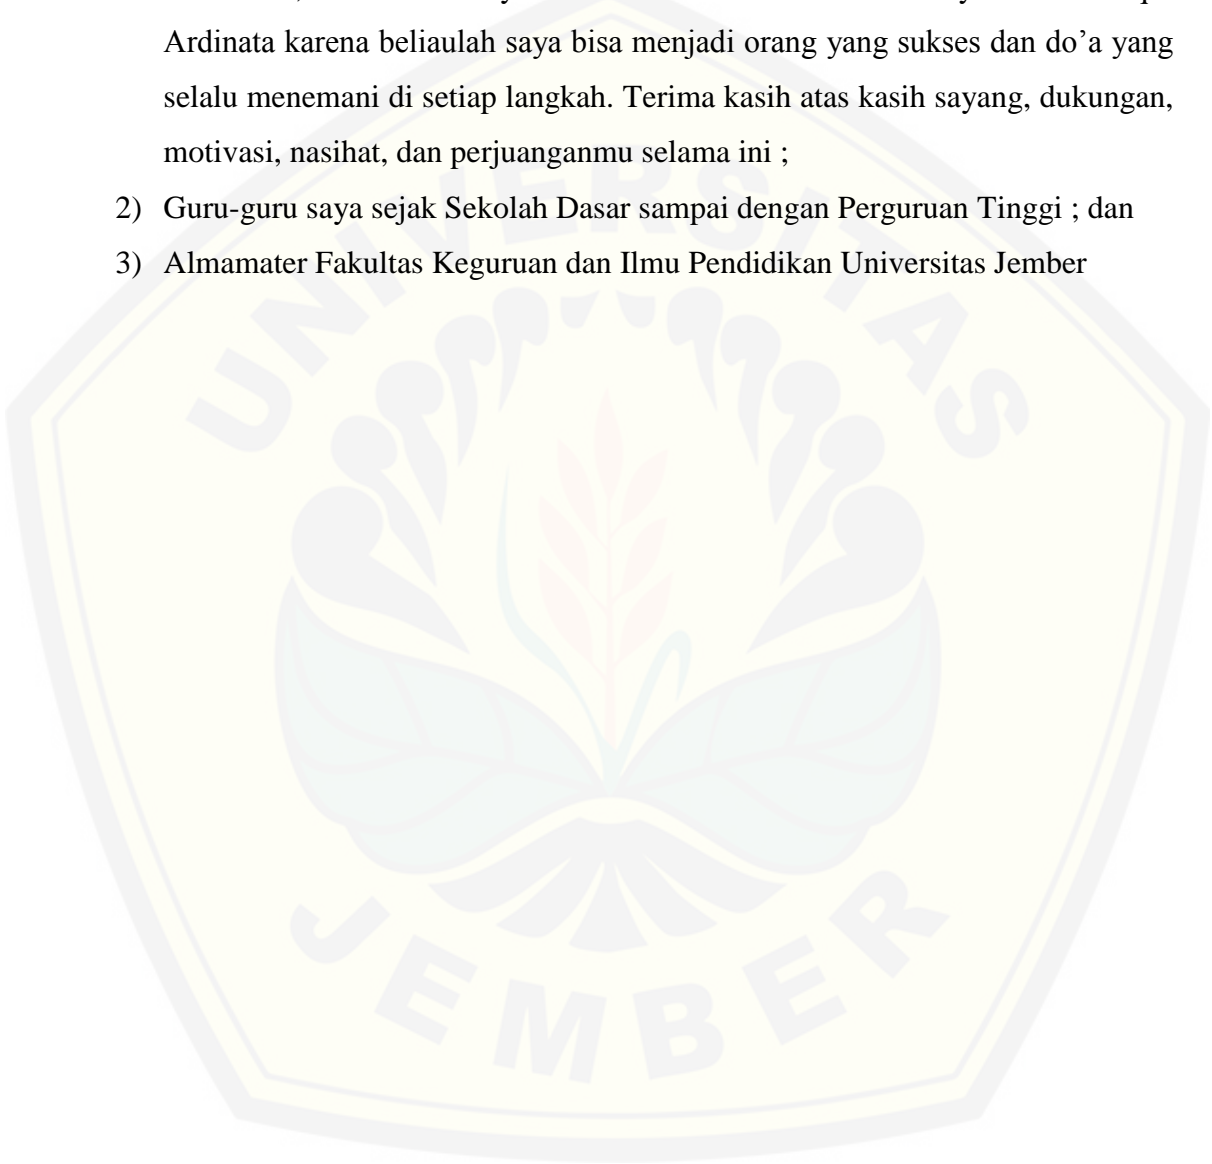 Ardinata karena beliaulah saya bisa menjadi orang yang sukses dan do’a yang
selalu menemani di setiap langkah. Terima kasih atas kasih sayang, dukungan,
motivasi, nasihat, dan perjuanganmu selama ini ;
2) Guru-guru saya sejak Sekolah Dasar sampai dengan Perguruan Tinggi ; dan
3) Almamater Fakultas Keguruan dan Ilmu Pendidikan Universitas Jember
UNIVERSITAS
JEMBER